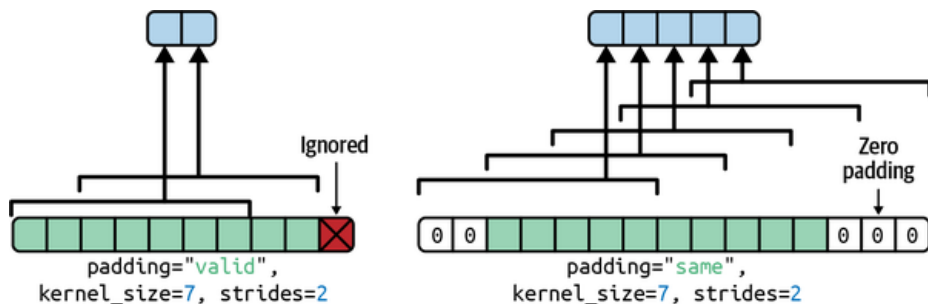 Ignored
Zero
padding
0 0 0 0 0
padding="valid",
kernel_size=7, strides=2
padding="same",
kernel_size=7, strides=2